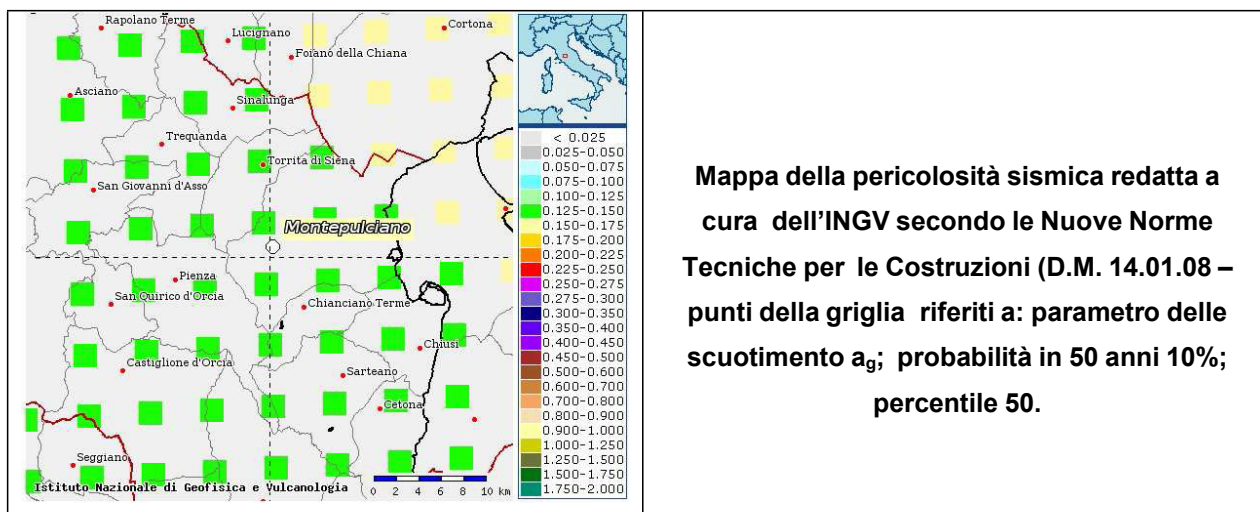 Rapolano Terme
Lucignano
Cortona
Foiano della Chiana
Asciano
Sinalunga
Trequanda
Torrita di Siena
San Giovanni d'Asso
Montepulciano
Pienza
San Quirico d'Orcia
Chianciano Terme
Chiusi
Castiglione d'Orcia
Sarteano
Cetona
Seggiano
Istituto Nazionale di Geofisica e Vulcanologia
0 2 4 6 8 10 km
< 0.025
0.025-0.050
0.050-0.075
0.075-0.100
0.100-0.125
0.125-0.150
0.150-0.175
0.175-0.200
0.200-0.225
0.225-0.250
0.250-0.275
0.275-0.300
0.300-0.350
0.350-0.400
0.400-0.450
0.450-0.500
0.500-0.600
0.600-0.700
0.700-0.800
0.800-0.900
0.900-1.000
1.000-1.250
1.250-1.500
1.500-1.750
1.750-2.000
Mappa della pericolosità sismica redatta a
cura dell'INGV secondo le Nuove Norme
Tecniche per le Costruzioni (D.M. 14.01.08 –
punti della griglia riferiti a: parametro dello
scuotimento ag; probabilità in 50 anni 10%;
percentile 50.